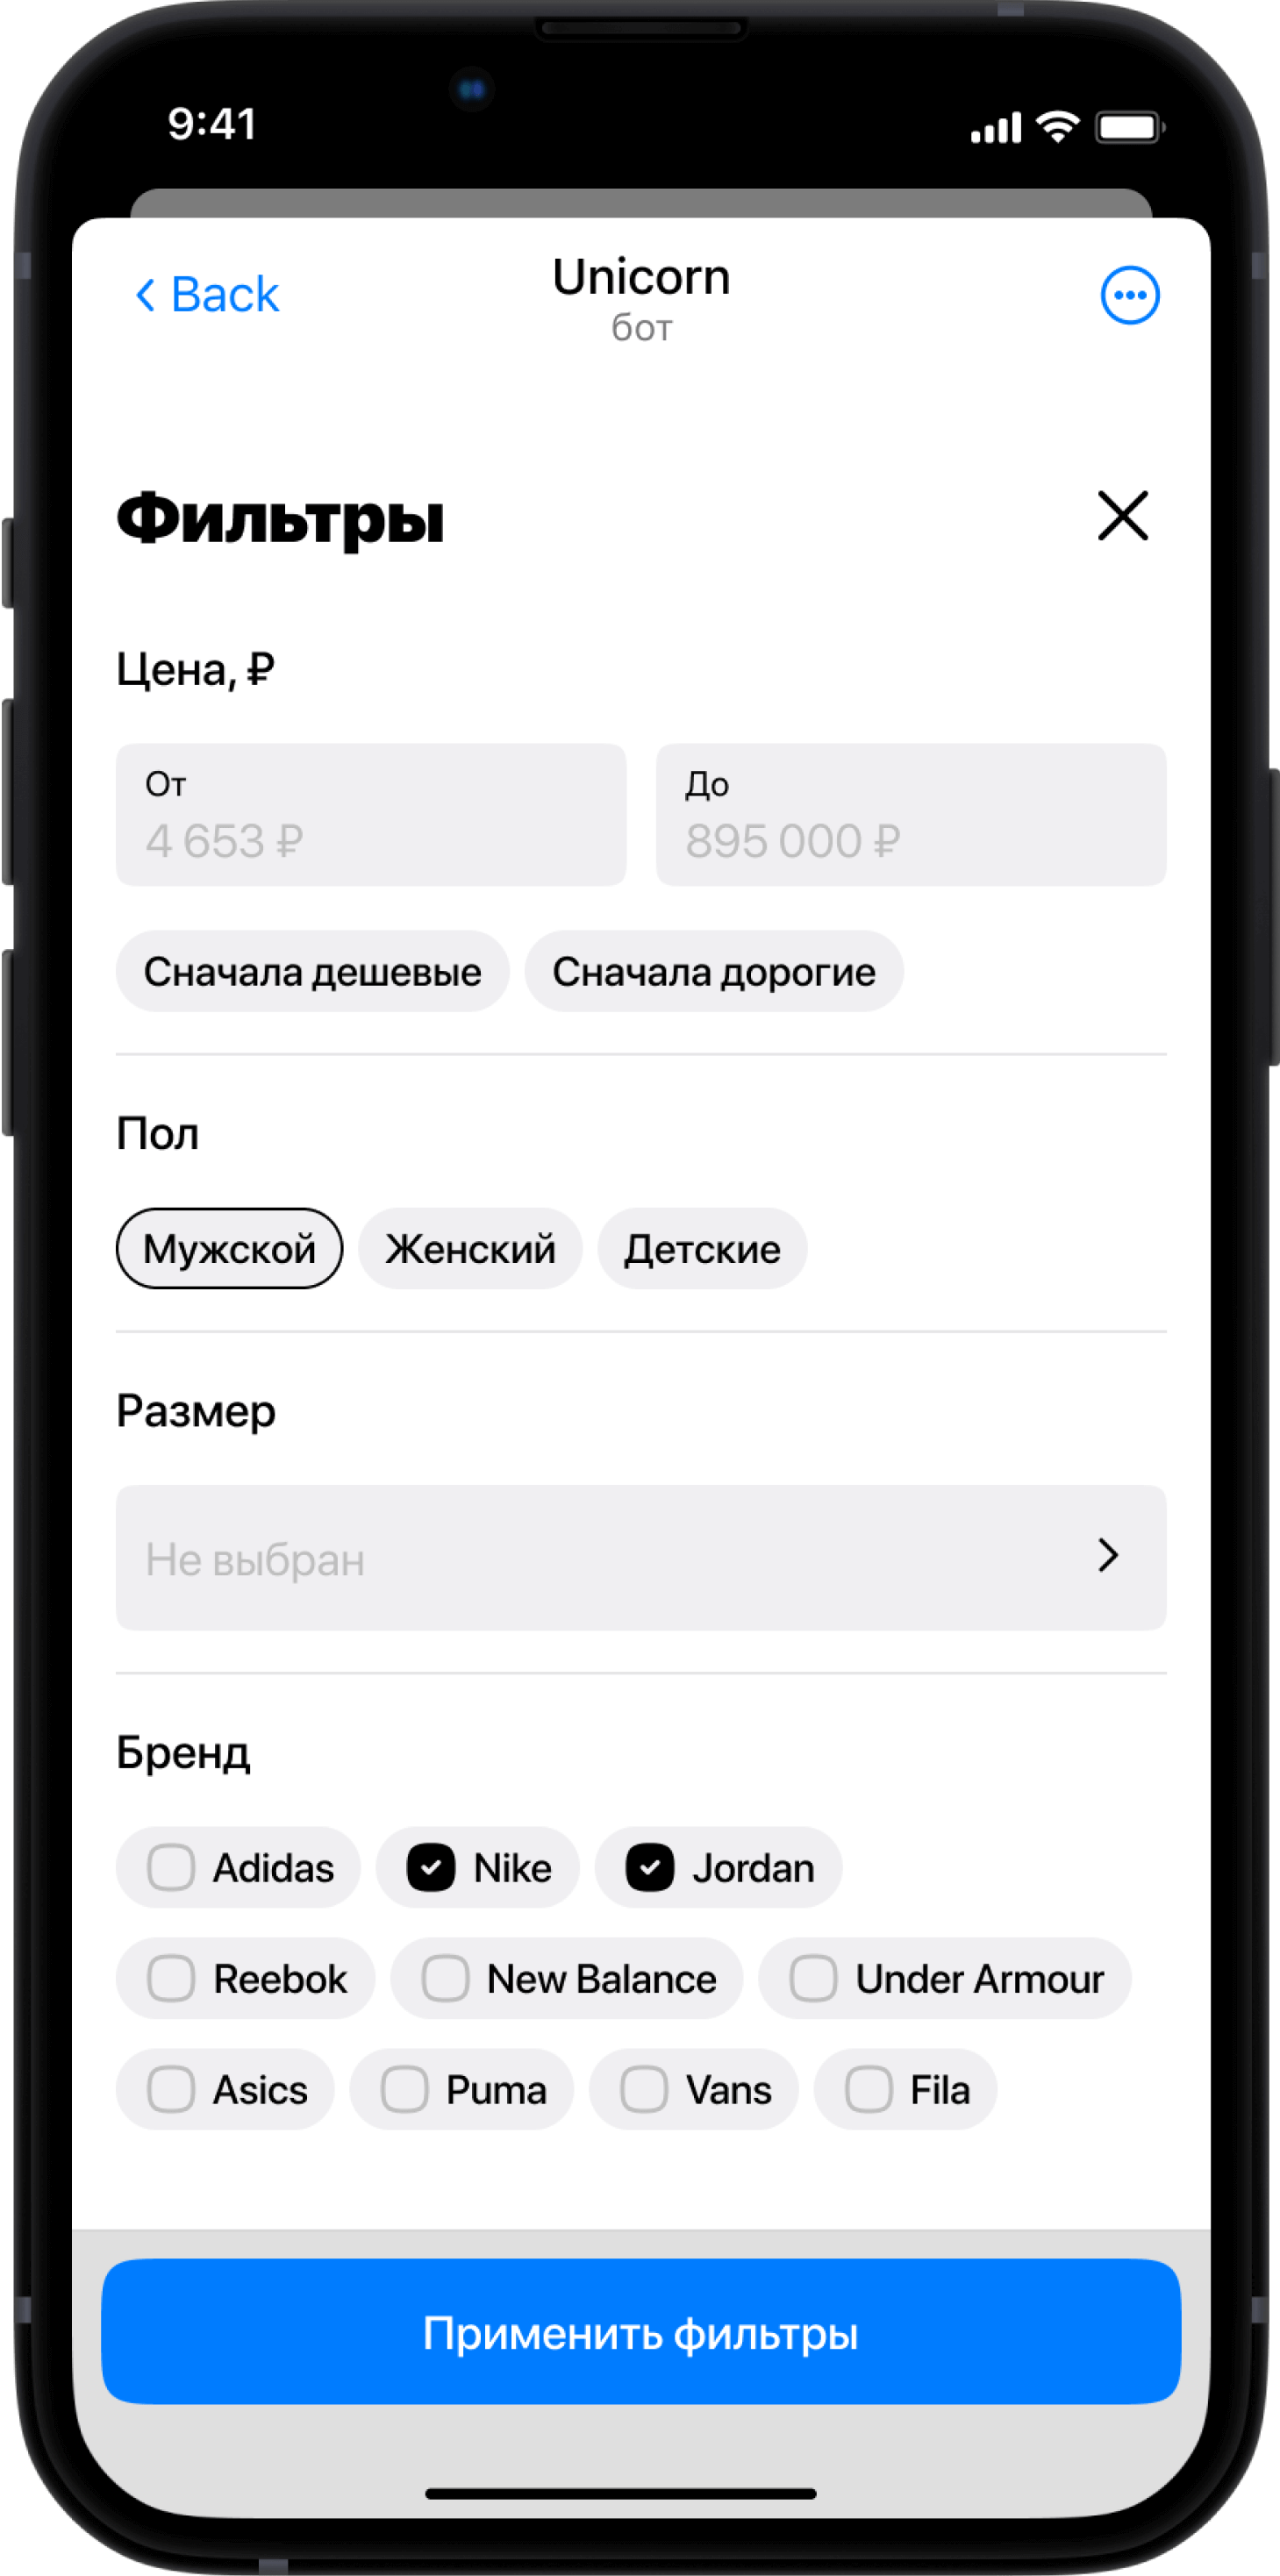 9:41
Back
Unicorn
бот
Фильтры
Цена, ₽
От
4 653 ₽
До
895 000 ₽
Сначала дешевые
Сначала дорогие
Пол
Мужской
Женский
Детские
Размер
Не выбран
Бренд
Adidas
Nike
Jordan
Reebok
New Balance
Under Armour
Asics
Puma
Vans
Fila
Применить фильтры